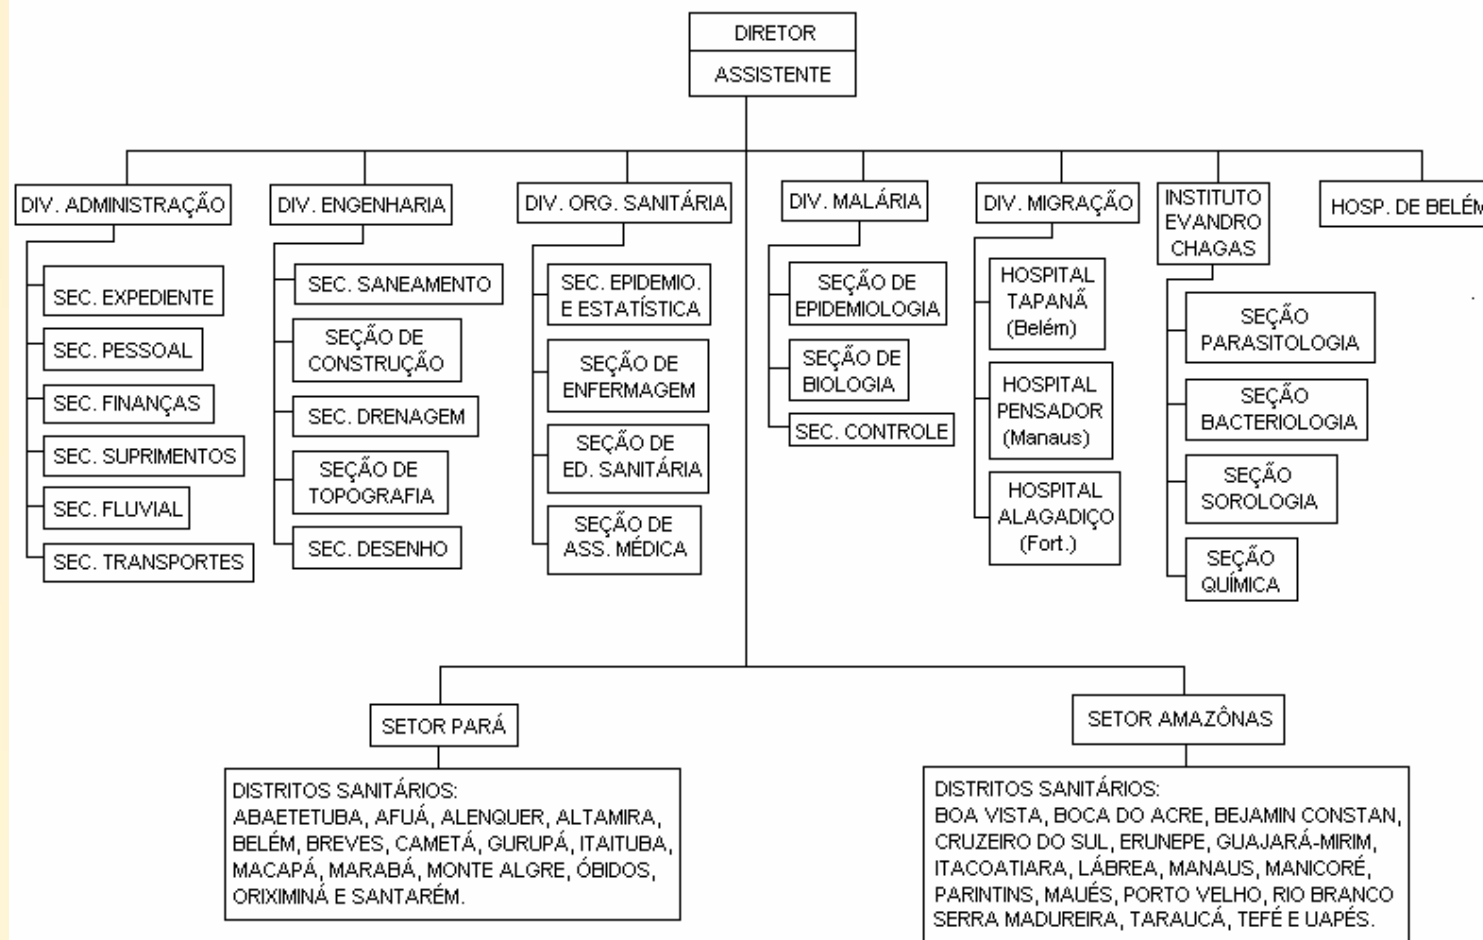 DIRETOR
ASSISTENTE
DIV. ADMINISTRAÇÃO
SEC. EXPEDIENTE
SEC. PESSOAL
SEC. FINANÇAS
SEC. SUPRIMENTOS
SEC. FLUVIAL
SEC. TRANSPORTES
DIV. ENGENHARIA
SEC. SANEAMENTO
SEÇÃO DE
CONSTRUÇÃO
SEC. DRENAGEM
SEÇÃO DE
TOPOGRAFIA
SEC. DESENHO
DIV. ORG. SANITÁRIA
SEC. EPIDEMIO.
E ESTATÍSTICA
SEÇÃO DE
ENFERMAGEM
SEÇÃO DE
ED. SANITÁRIA
SEÇÃO DE
ASS. MÉDICA
DIV. MALÁRIA
SEÇÃO DE
EPIDEMIOLOGIA
SEÇÃO DE
BIOLOGIA
SEC. CONTROLE
DIV. MIGRAÇÃO
HOSPITAL
TAPANÃ
(Belém)
HOSPITAL
PENSADOR
(Manaus)
HOSPITAL
ALAGADIÇO
(Fort.)
INSTITUTO
EVANDRO
CHAGAS
SEÇÃO
PARASITOLOGIA
SEÇÃO
BACTERIOLOGIA
SEÇÃO
SOROLOGIA
SEÇÃO
QUÍMICA
HOSP. DE BELÉM
SETOR PARÁ
DISTRITOS SANITÁRIOS:
ABAETETUBA, AFUÁ, ALENQUER, ALTAMIRA,
BELÉM, BREVES, CAMETÁ, GURUPÁ, ITAITUBA,
MACAPÁ, MARABÁ, MONTE ALGRE, ÓBIDOS,
ORIXIMINÁ E SANTARÉM.
SETOR AMAZÔNAS
DISTRITOS SANITÁRIOS:
BOA VISTA, BOCA DO ACRE, BEJAMIN CONSTAN,
CRUZEIRO DO SUL, ERUNEPE, GUAJARÁ-MIRIM,
ITACOATIARA, LÁBREA, MANAUS, MANICORÉ,
PARINTINS, MAUÉS, PORTO VELHO, RIO BRANCO
SERRA MADUREIRA, TARAUCÁ, TEFÉ E UAPÉS.